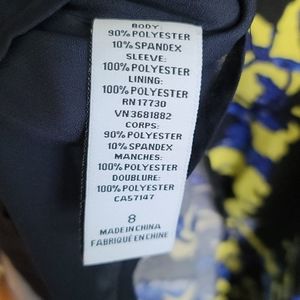 BODY:
90% POLYESTER
10% SPANDEX
SLEEVE:
100% POLYESTER
LINING:
100% POLYESTER
RN 17730
VN 3681882
CORPS:
90% POLYESTER
10% SPANDEX
MANCHES:
100% POLYESTER
DOUBLURE:
100% POLYESTER
CA57147
8
MADE IN CHINA
FABRIQUÉ EN CHINE